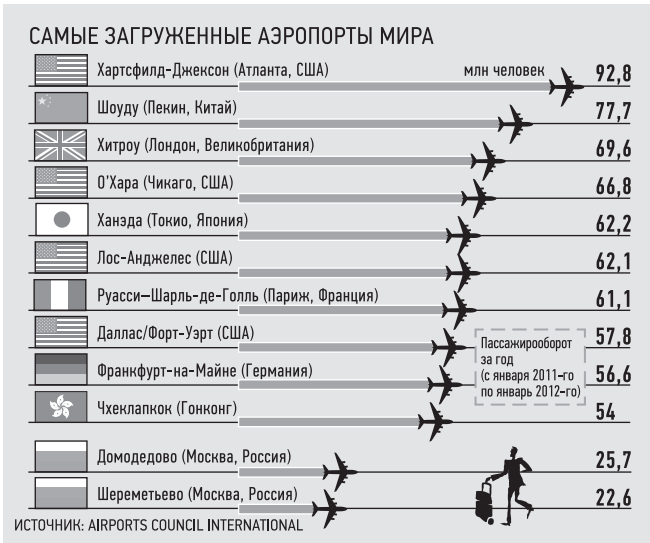 САМЫЕ ЗАГРУЖЕННЫЕ АЭРОПОРТЫ МИРА
Хартсфилд-Джексон (Атланта, США) млн человек 92,8
Шоуду (Пекин, Китай) 77,7
Хитроу (Лондон, Великобритания) 69,6
О'Хара (Чикаго, США) 66,8
Ханэда (Токио, Япония) 62,2
Лос-Анджелес (США) 62,1
Руасси—Шарль-де-Голль (Париж, Франция) 61,1
Даллас/Форт-Уэрт (США) 57,8
Франкфурт-на-Майне (Германия) 56,6
Чхеклапкок (Гонконг) 54
Пассажирооборот
за год
(с января 2011-го
по январь 2012-го)
Домодедово (Москва, Россия) 25,7
Шереметьево (Москва, Россия) 22,6
ИСТОЧНИК: AIRPORTS COUNCIL INTERNATIONAL